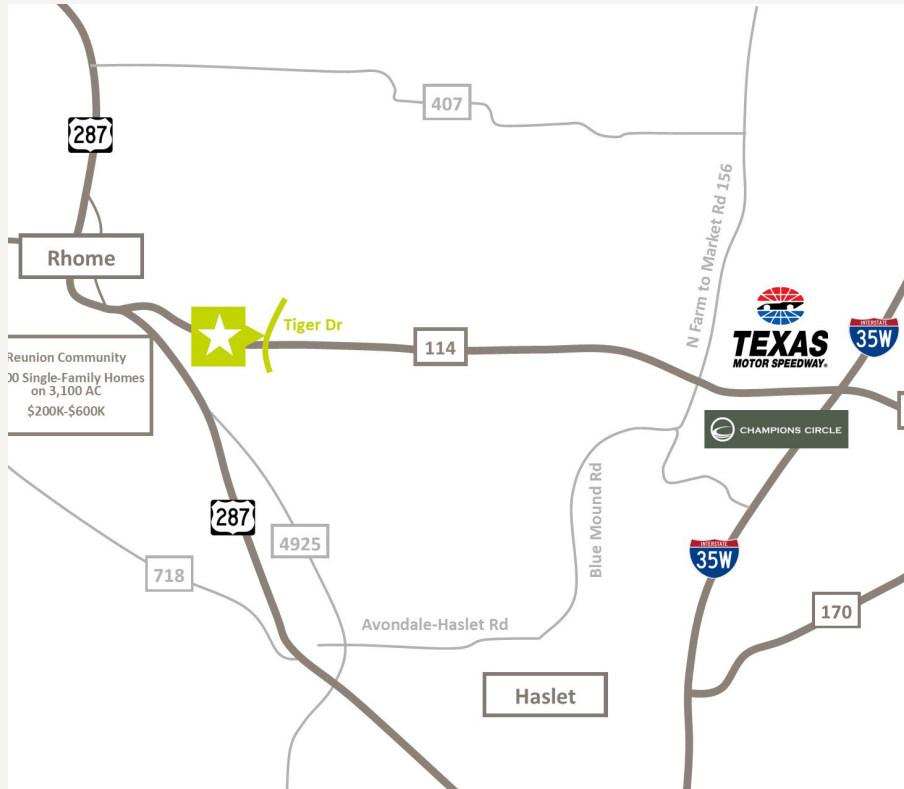 407
287
N Farm to Market Rd 156
Rhome
Tiger Dr
TEXAS
MOTOR SPEEDWAY
INTERSTATE
35W
114
Reunion Community
00 Single-Family Homes
on 3,100 AC
$200K-$600K
CHAMPIONS CIRCLE
Blue Mound Rd
287
4925
INTERSTATE
35W
718
170
Avondale-Haslet Rd
Haslet